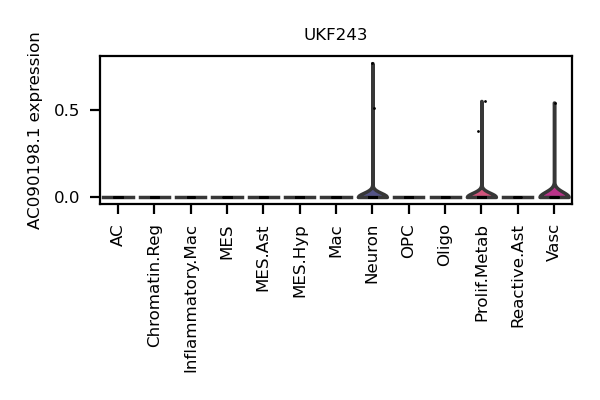 UKF243
AC090198.1 expression
0.5
0.0
AC
Chromatin.Reg
Inflammatory.Mac
MES
MES.Ast
MES.Hyp
Mac
Neuron
OPC
Oligo
Prolif.Metab
Reactive.Ast
Vasc